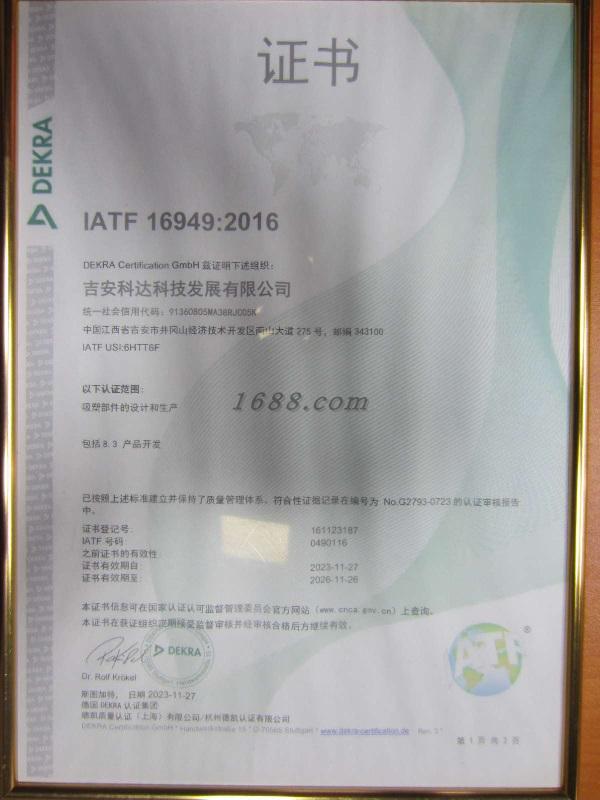 证书
DEKRA
IATF 16949:2016
DEKRA Certification GmbH 兹证明下述组织：
吉安科达科技发展有限公司
统一社会信用代码：91360805MA38RJC05K
中国江西省吉安市井冈山经济技术开发区两山大道 275 号，邮编 343100
IATF USI:6HTT8F
以下认证范围：
吸塑部件的设计和生产
1688.com
包括 8.3 产品开发
已按照上述标准建立并保持了质量管理体系。符合性证据记录在编号为 No.G2793-0723 的认证审核报告
中。
证书登记号: 161123187
IATF 号码 0490116
之前证书的有效性:
证书有效期自: 2023-11-27
证书有效期至: 2026-11-26
本证书信息可在国家认证认可监督管理委员会官方网站（www.cnca.gov.cn）上查询。
本证书在获证组织定期接受监督审核并经审核合格后方继续有效。
DEKRA
IATF ®
Dr. Rolf Krökel
斯图加特，日期 2023-11-27
德国 DEKRA 认证集团
德凯质量认证（上海）有限公司/杭州德凯认证有限公司
DEKRA Certification GmbH * Handwerkstraße 15 * D-70565 Stuttgart * www.dekra-certification.de Rev. 3 *
第 1 页 共 2 页